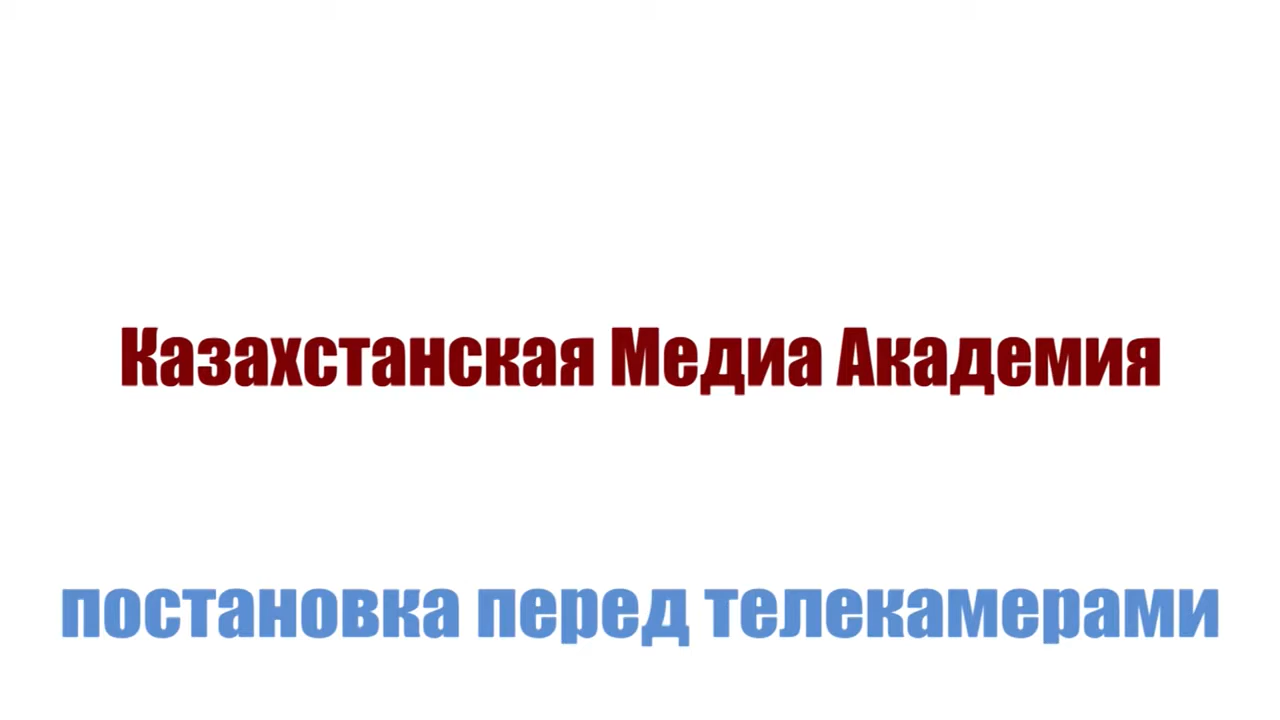 Казахстанская Медиа Академия
постановка перед телекамерами